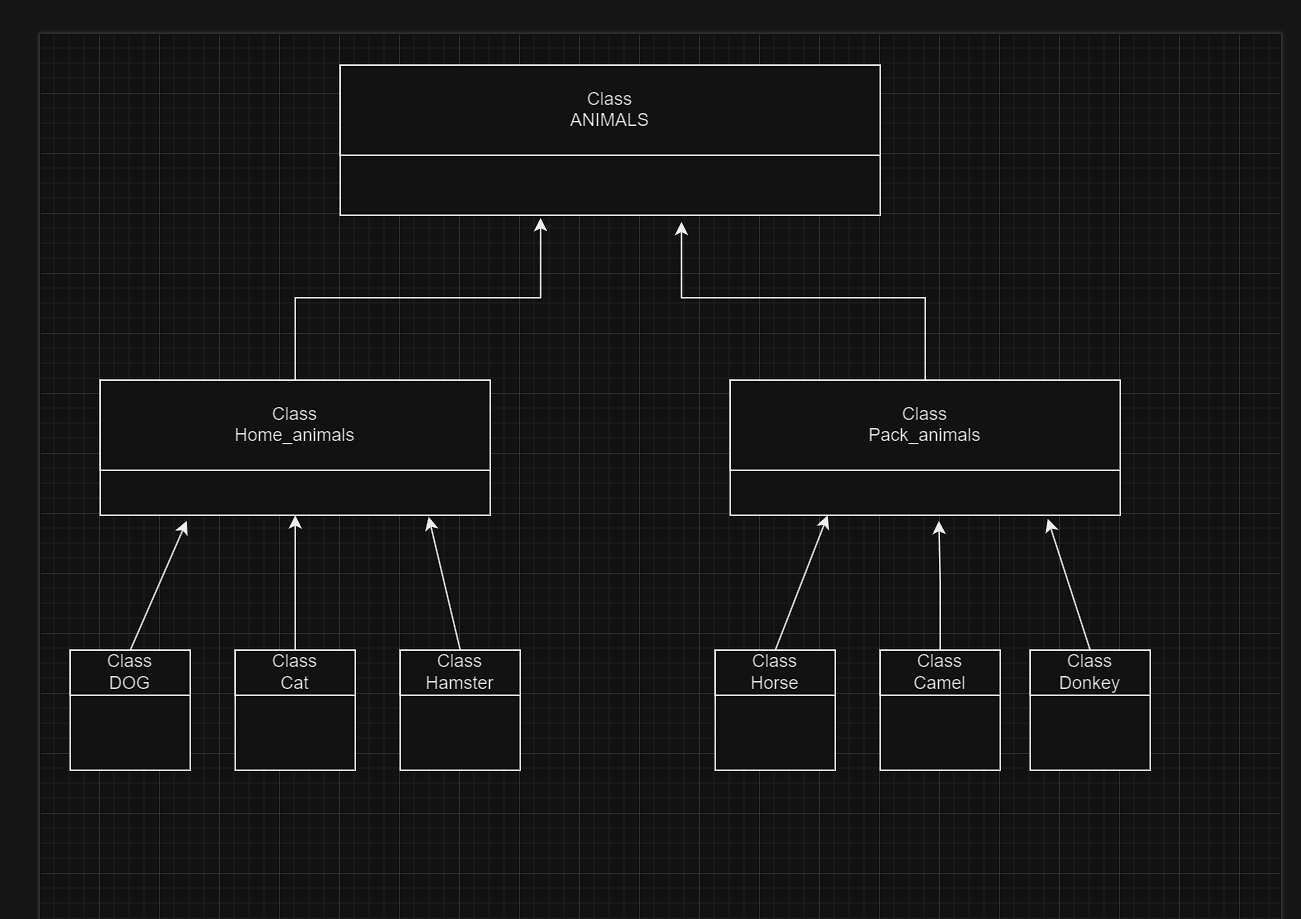 Class
ANIMALS
Class
Home_animals
Class
Pack_animals
Class
DOG
Class
Cat
Class
Hamster
Class
Horse
Class
Camel
Class
Donkey